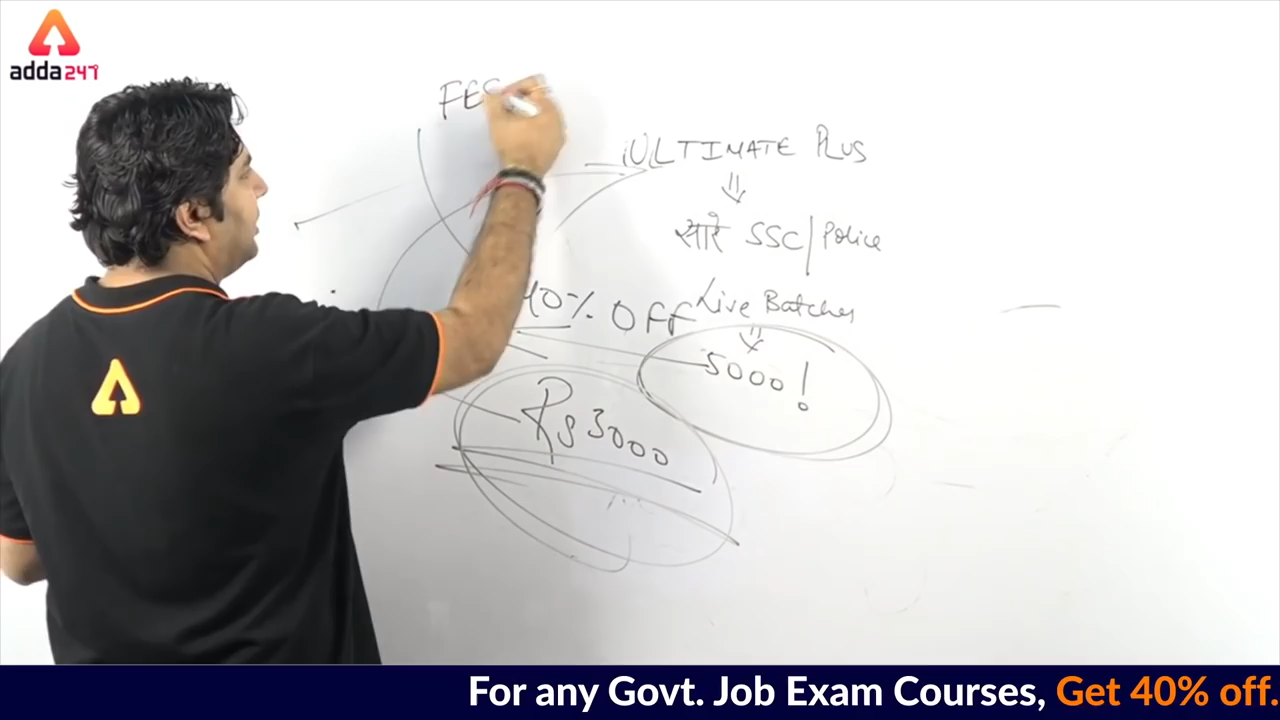 adda247
FES
ULTIMATE PLUS
सारे SSC/Police
Live Batches
40% OFF
5000!
Rs 3000
For any Govt. Job Exam Courses, Get 40% off.